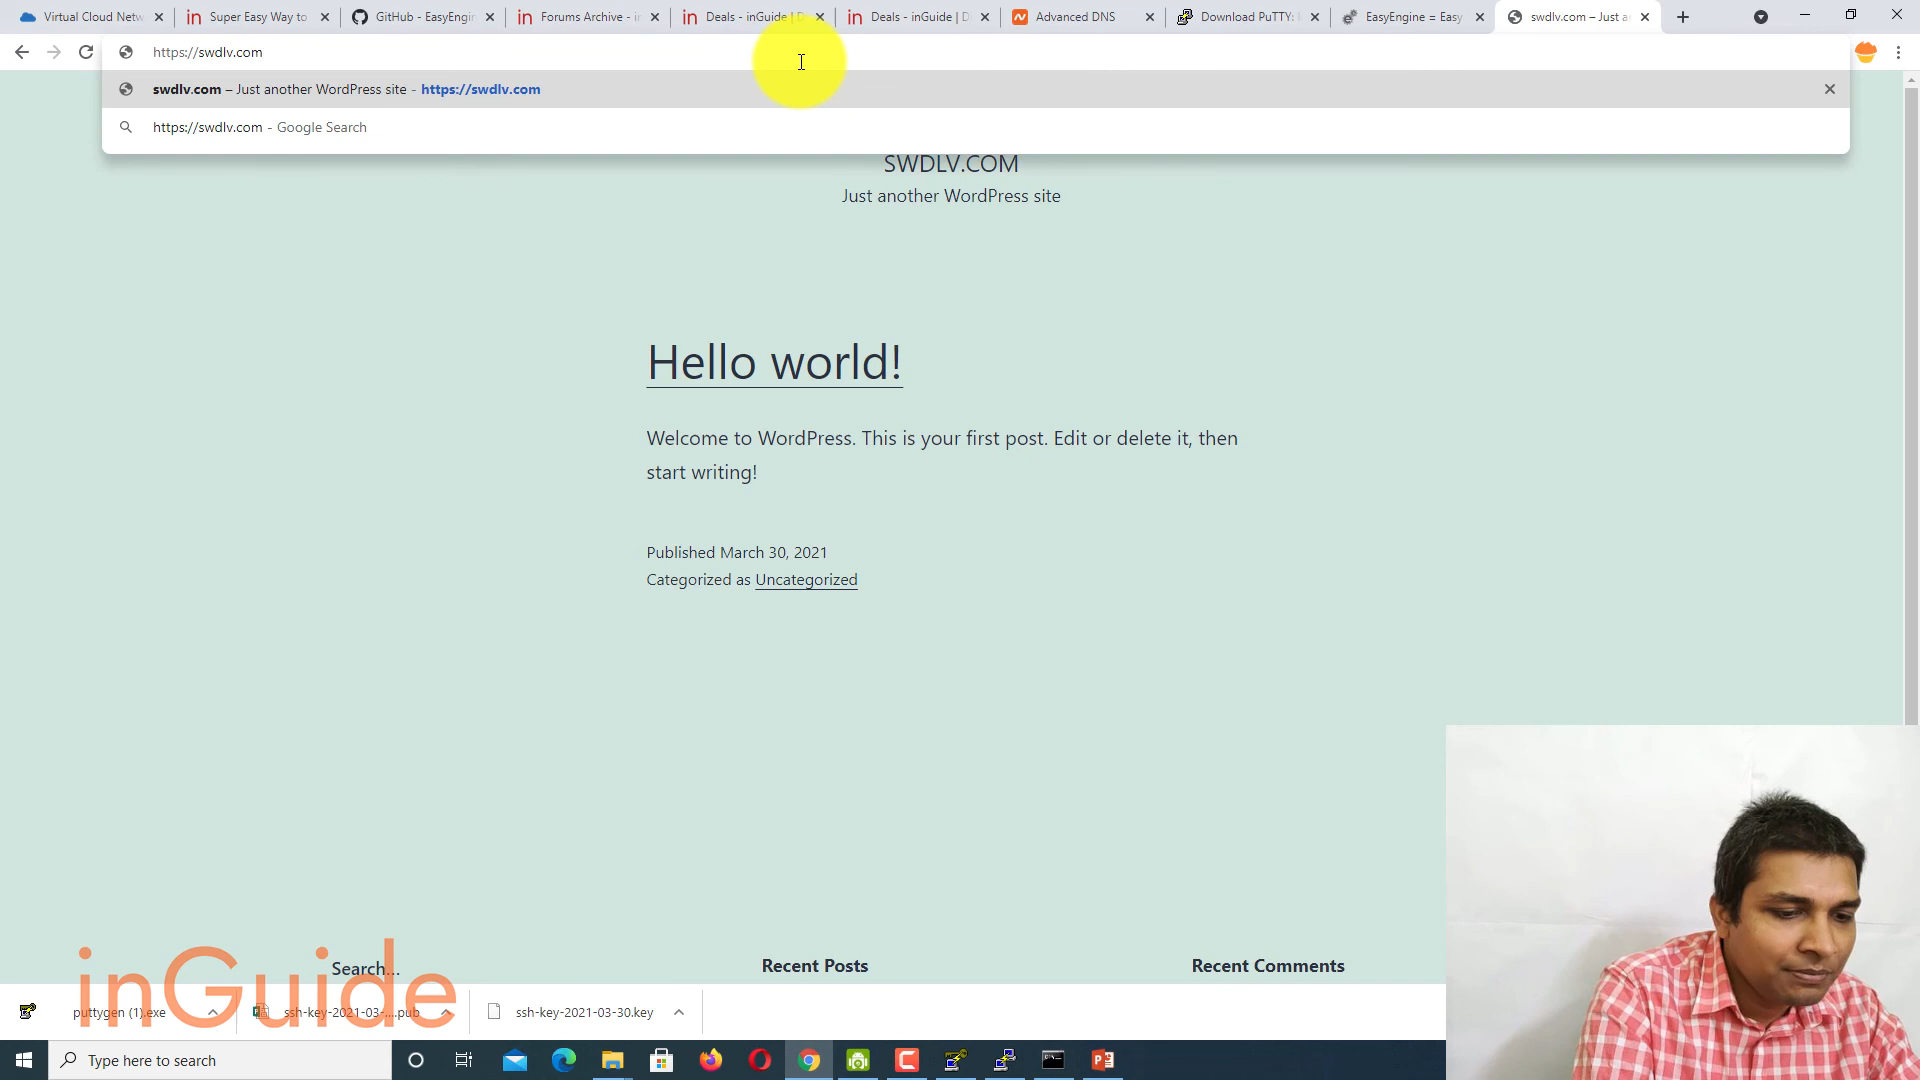 Virtual Cloud Netw
Super Easy Way to
GitHub - EasyEngin
Forums Archive - i
Deals - inGuide | D
Deals - inGuide | D
Advanced DNS
Download PuTTY: l
EasyEngine = Easy
swdlv.com – Just a
https://swdlv.com
swdlv.com – Just another WordPress site - https://swdlv.com
https://swdlv.com - Google Search
SWDLV.COM
Just another WordPress site
Hello world!
Welcome to WordPress. This is your first post. Edit or delete it, then
start writing!
Published March 30, 2021
Categorized as Uncategorized
Search...
Recent Posts
Recent Comments
inGuide
puttygen (1).exe
ssh-key-2021-03-....pub
ssh-key-2021-03-30.key
Type here to search